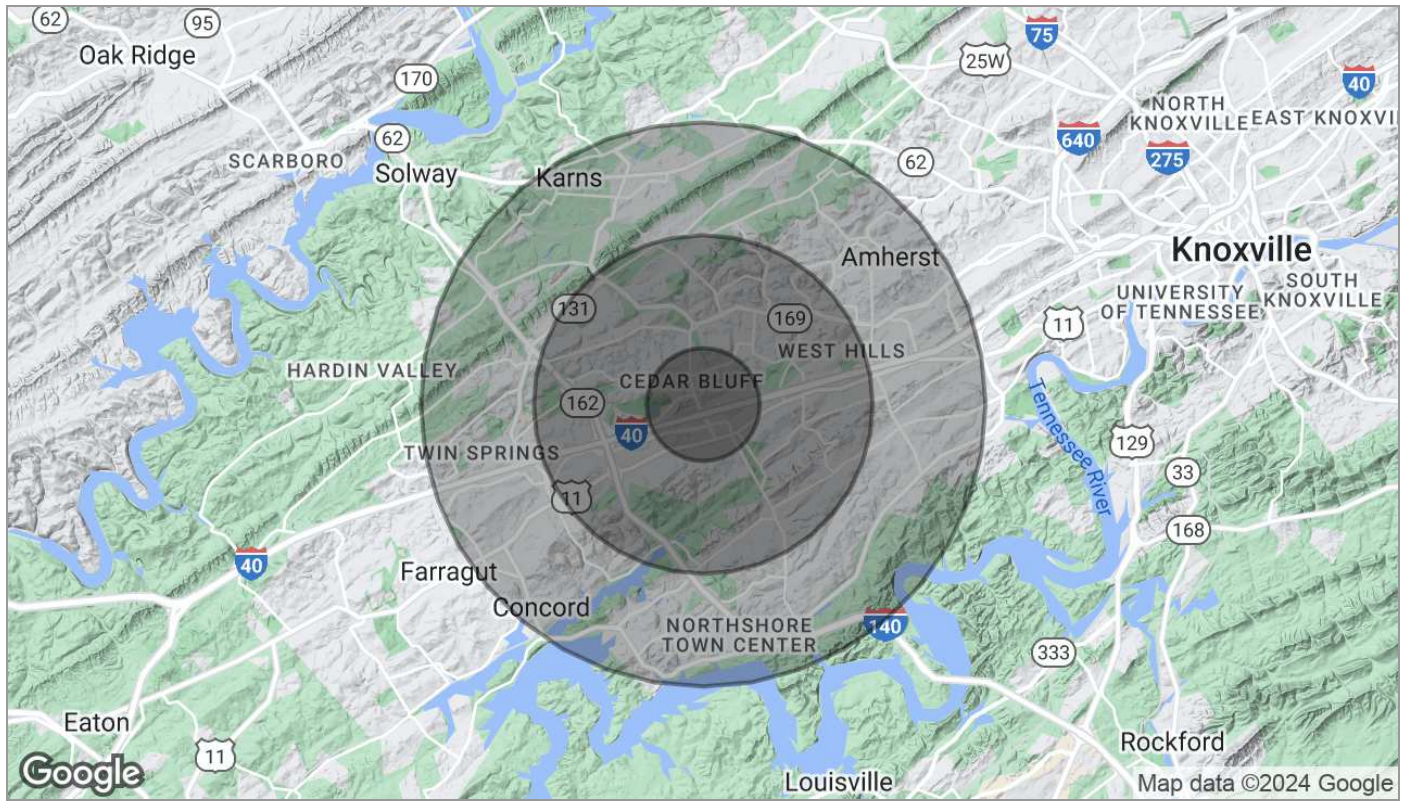 62
95
Oak Ridge
75
25W
40
170
NORTH
KNOXVILLE
EAST KNOXVI
62
640
275
SCARBORO
62
Solway
Karns
Knoxville
Amherst
SOUTH
KNOXVILLE
UNIVERSITY
OF TENNESSEE
131
169
11
WEST HILLS
HARDIN VALLEY
CEDAR BLUFF
162
40
Tennessee River
129
TWIN SPRINGS
33
11
168
40
Farragut
Concord
NORTHSHORE
TOWN CENTER
140
333
Eaton
11
Rockford
Google
Louisville
Map data ©2024 Google